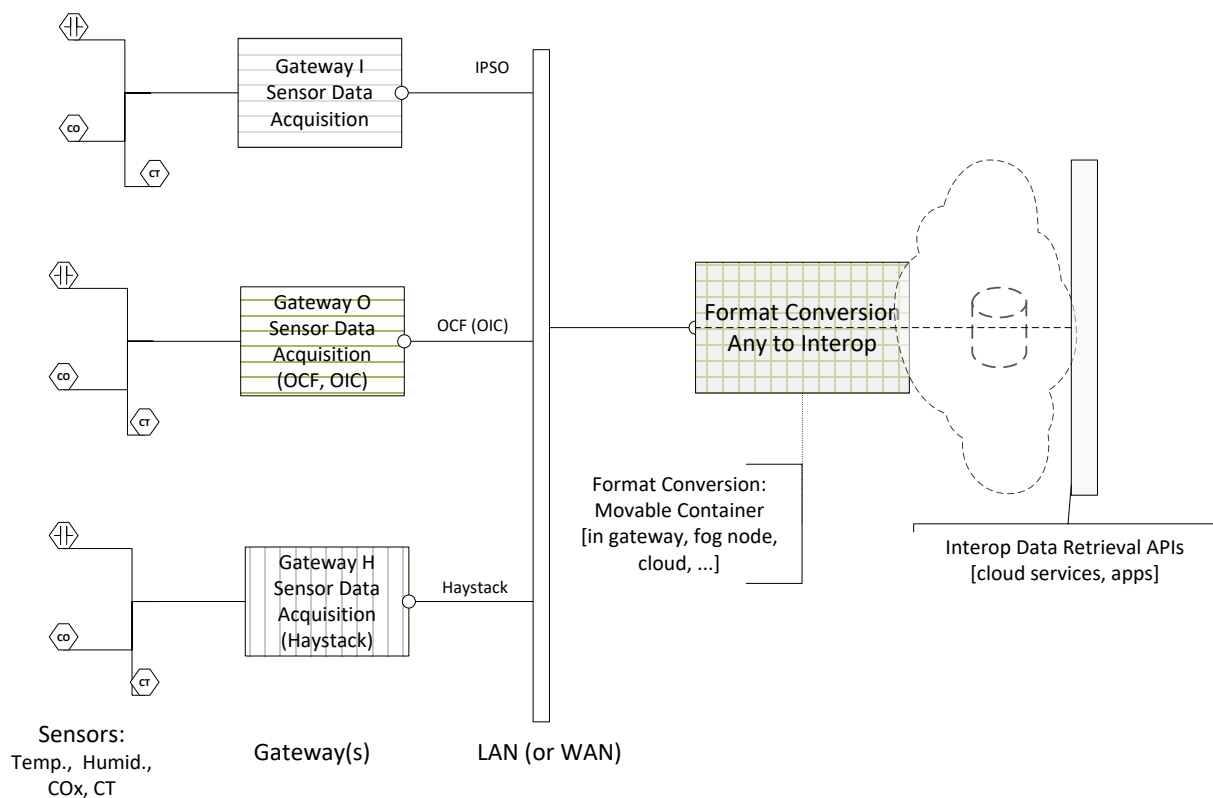 Gateway I
Sensor Data
Acquisition
IPSO
CO
CT
Gateway O
Sensor Data
Acquisition
(OCF, OIC)
OCF (OIC)
CO
CT
Format Conversion
Any to Interop
Format Conversion:
Movable Container
[in gateway, fog node,
cloud, ...]
Interop Data Retrieval APIs
[cloud services, apps]
Gateway H
Sensor Data
Acquisition
(Haystack)
Haystack
CO
CT
Sensors:
Temp., Humid.,
COx, CT
Gateway(s)
LAN (or WAN)